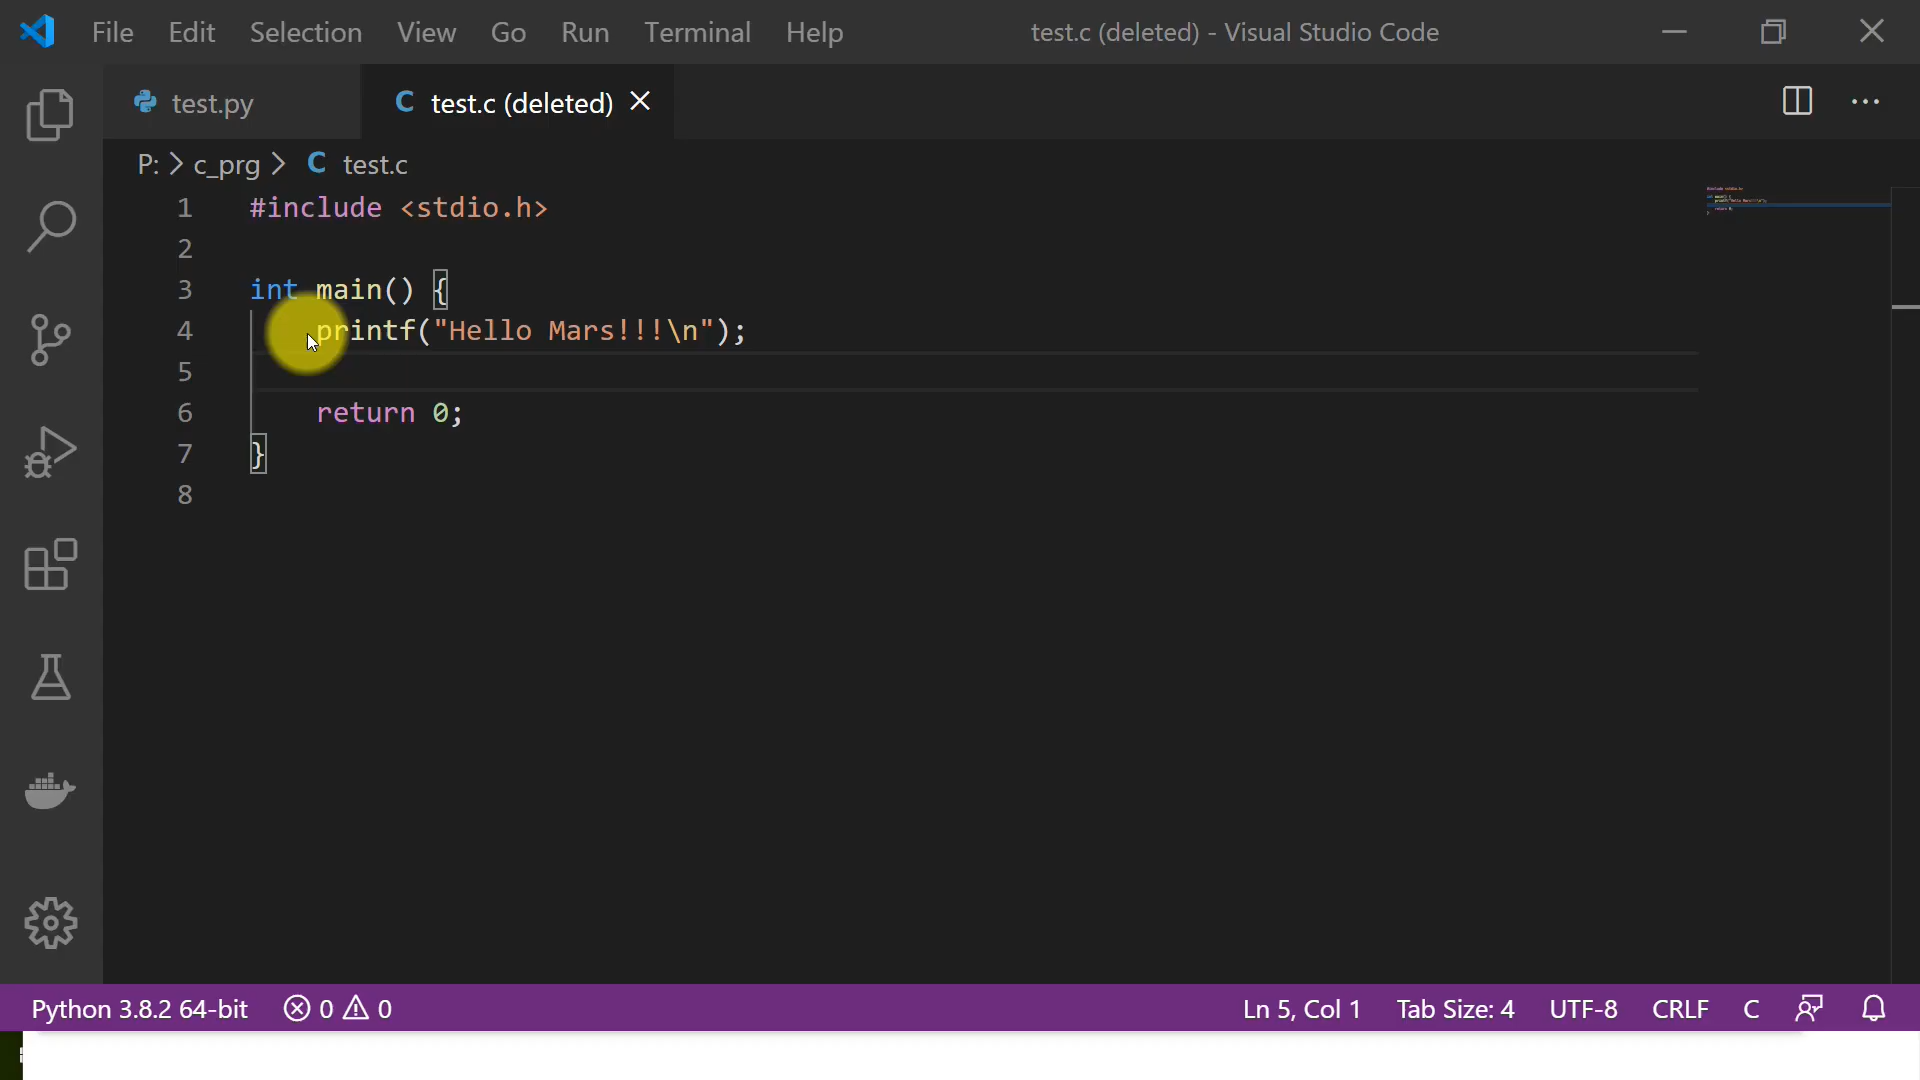 File Edit Selection View Go Run Terminal Help test.c (deleted) - Visual Studio Code
test.py C test.c (deleted)
P: > c_prg > C test.c
1 #include <stdio.h>
2
3 int main() {
4 printf("Hello Mars!!!\n");
5
6 return 0;
7 }
8
Python 3.8.2 64-bit 0 0 Ln 5, Col 1 Tab Size: 4 UTF-8 CRLF C